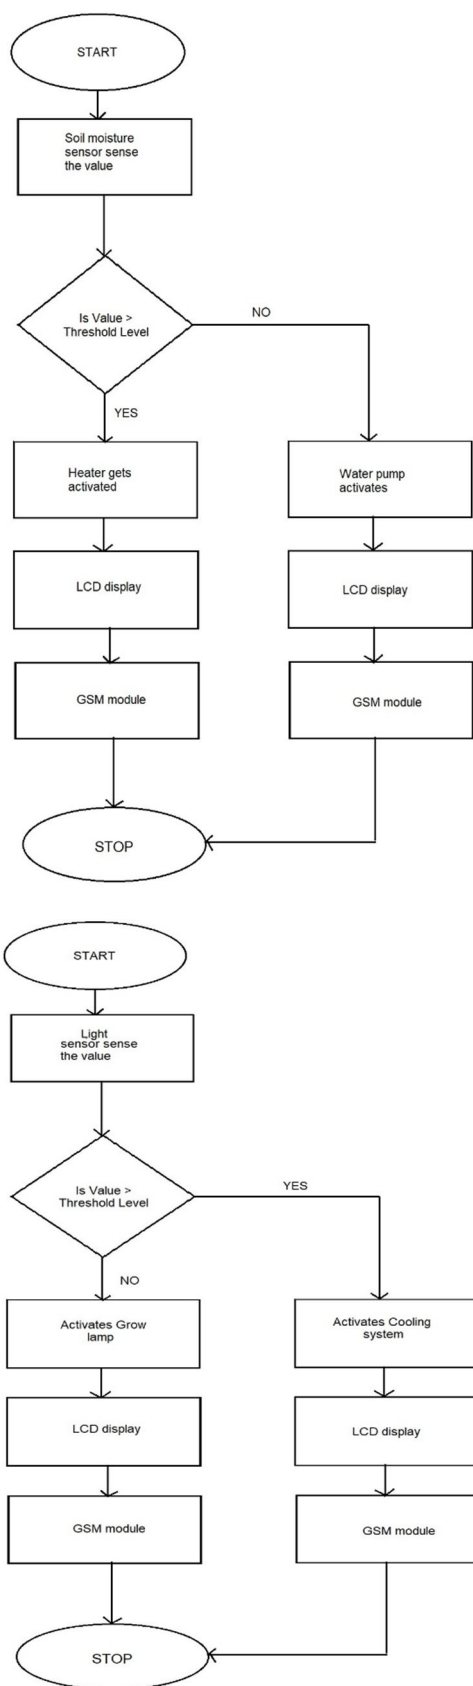 START
Soil moisture
sensor sense
the value
Is Value >
Threshold Level
NO
YES
Heater gets
activated
Water pump
activates
LCD display
LCD display
GSM module
GSM module
STOP
START
Light
sensor sense
the value
Is Value >
Threshold Level
YES
NO
Activates Grow
lamp
Activates Cooling
system
LCD display
LCD display
GSM module
GSM module
STOP